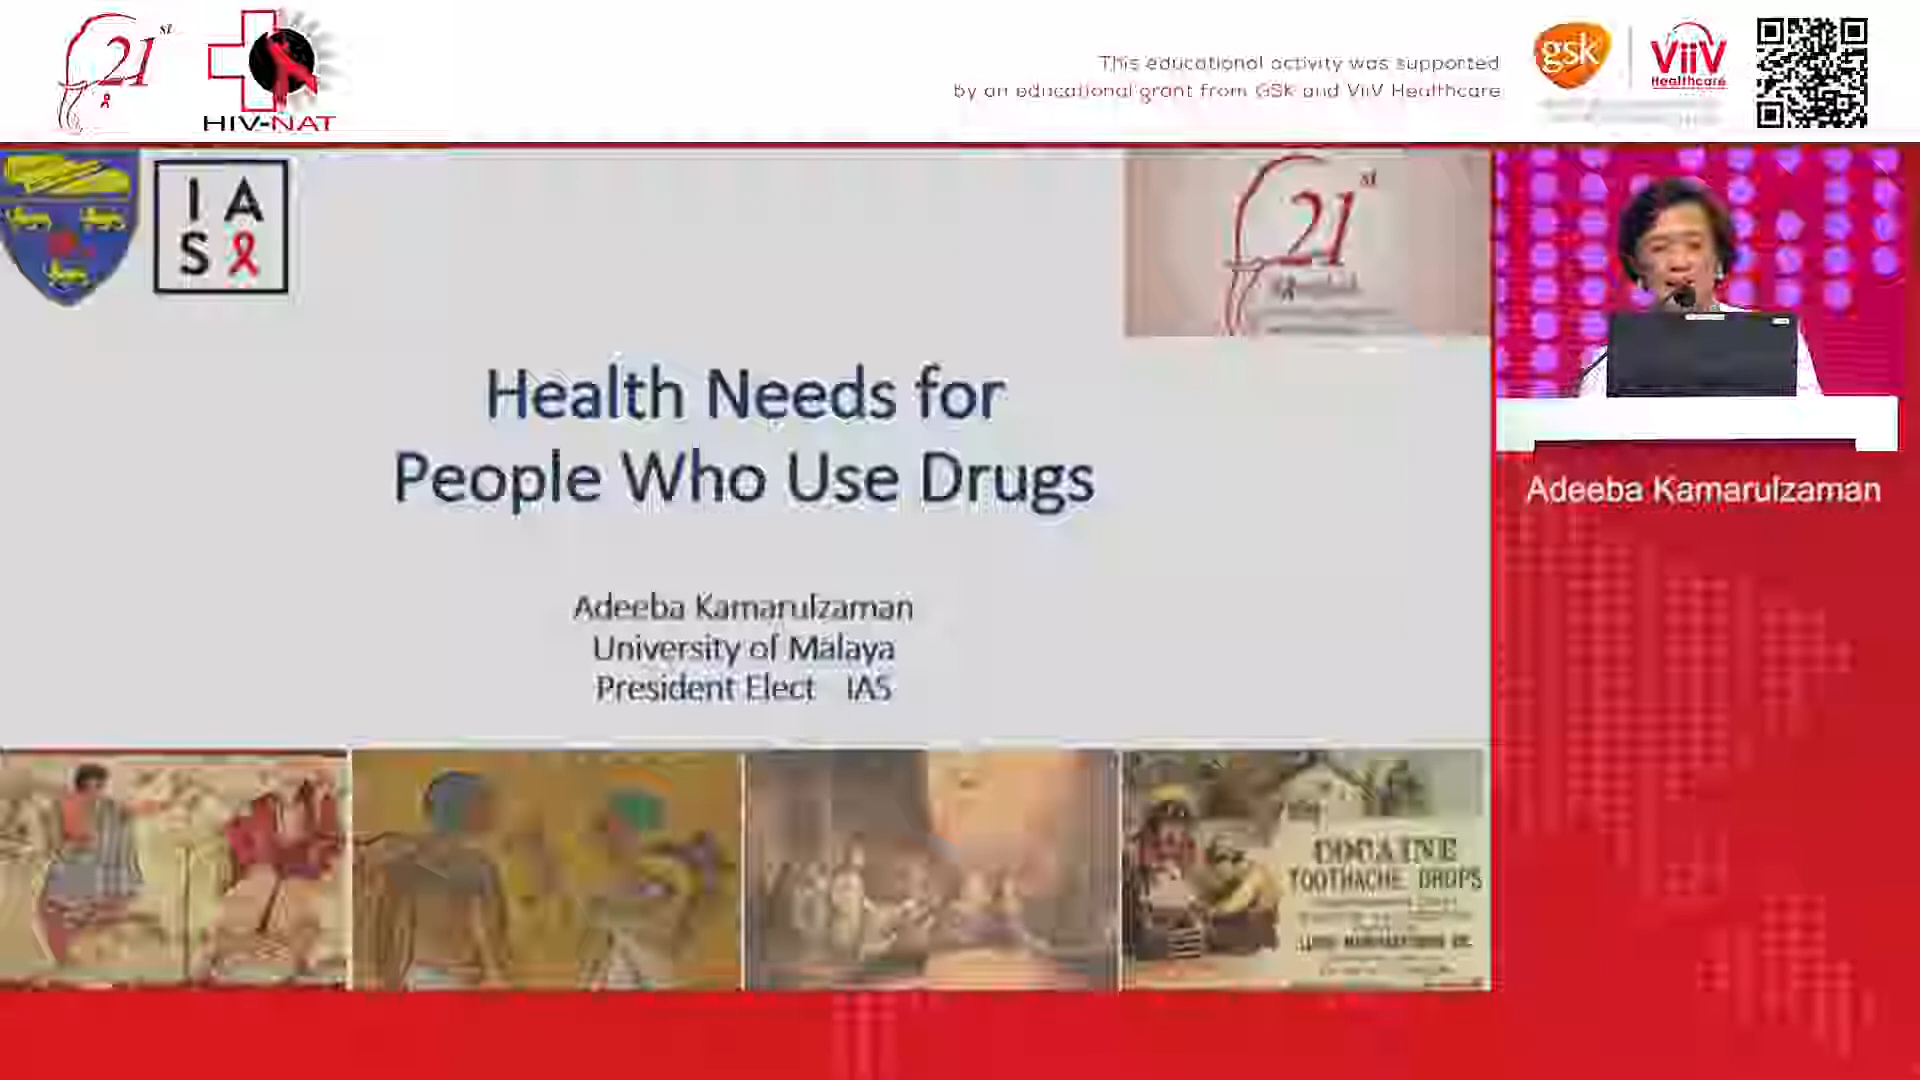 21st
HIV-NAT
This educational activity was supported
by an educational grant from GSK and ViiV Healthcare
gsk
ViiV
Healthcare
I A
S
21st
Health Needs for
People Who Use Drugs
Adeeba Kamarulzaman
University of Malaya
President Elect IAS
Adeeba Kamarulzaman
COCAINE
TOOTHACHE DROPS